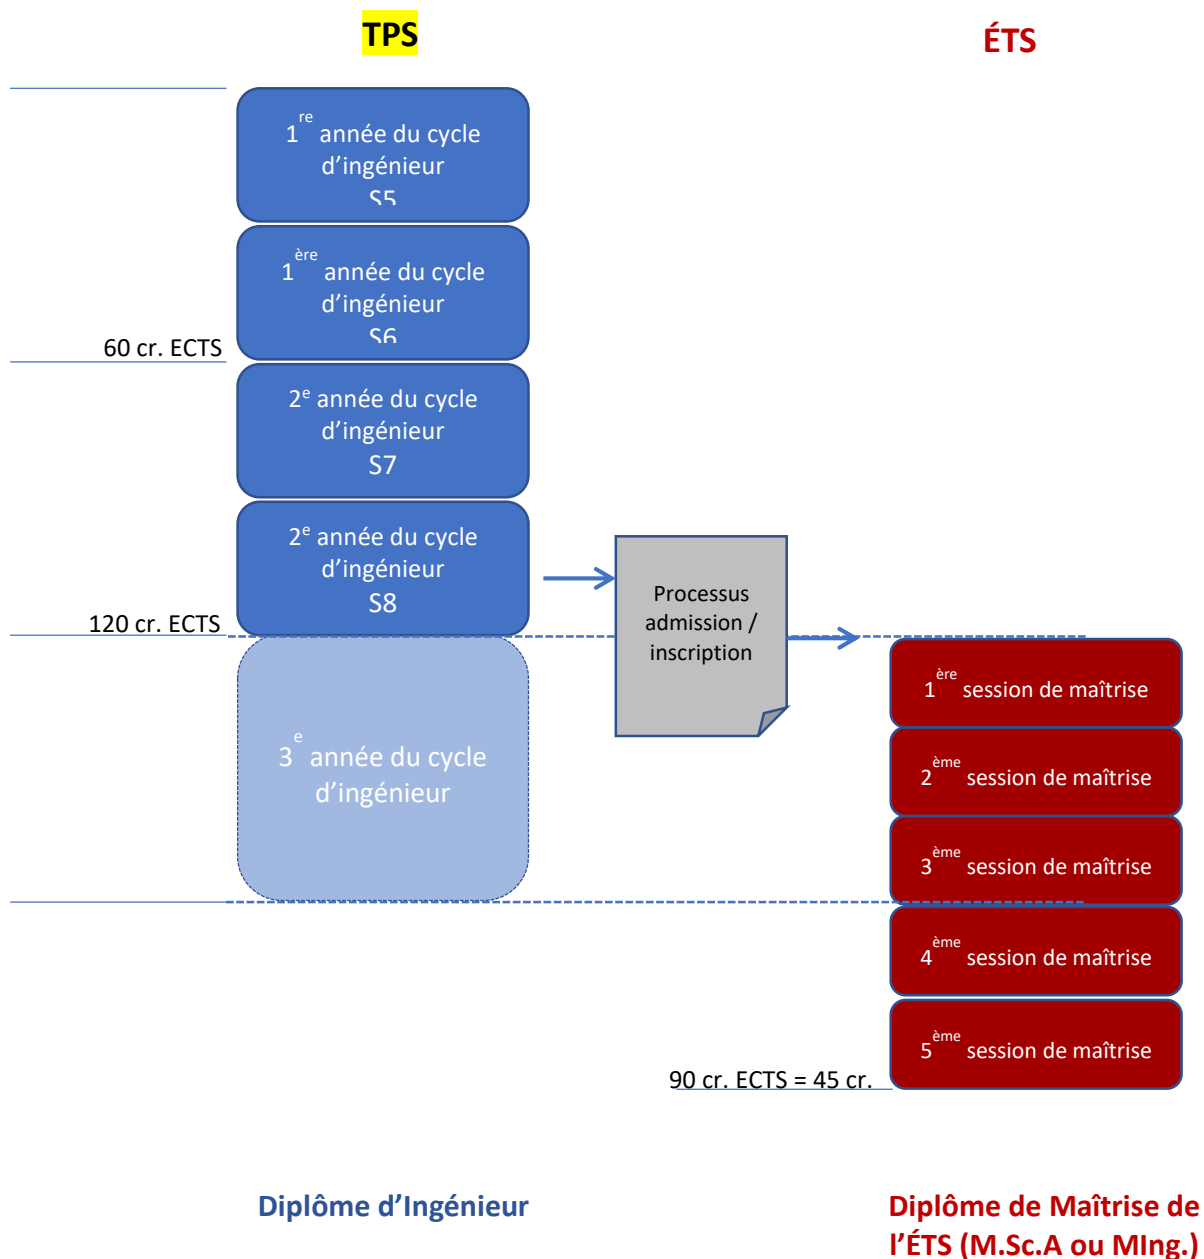 TPS
ÉTS
1re année du cycle
d’ingénieur
S5
1ère année du cycle
d’ingénieur
S6
60 cr. ECTS
2e année du cycle
d’ingénieur
S7
2e année du cycle
d’ingénieur
S8
120 cr. ECTS
Processus
admission /
inscription
3e année du cycle
d’ingénieur
1ère session de maîtrise
2ème session de maîtrise
3ème session de maîtrise
4ème session de maîtrise
5ème session de maîtrise
90 cr. ECTS = 45 cr.
Diplôme d’Ingénieur
Diplôme de Maîtrise de
l’ÉTS (M.Sc.A ou MIng.)